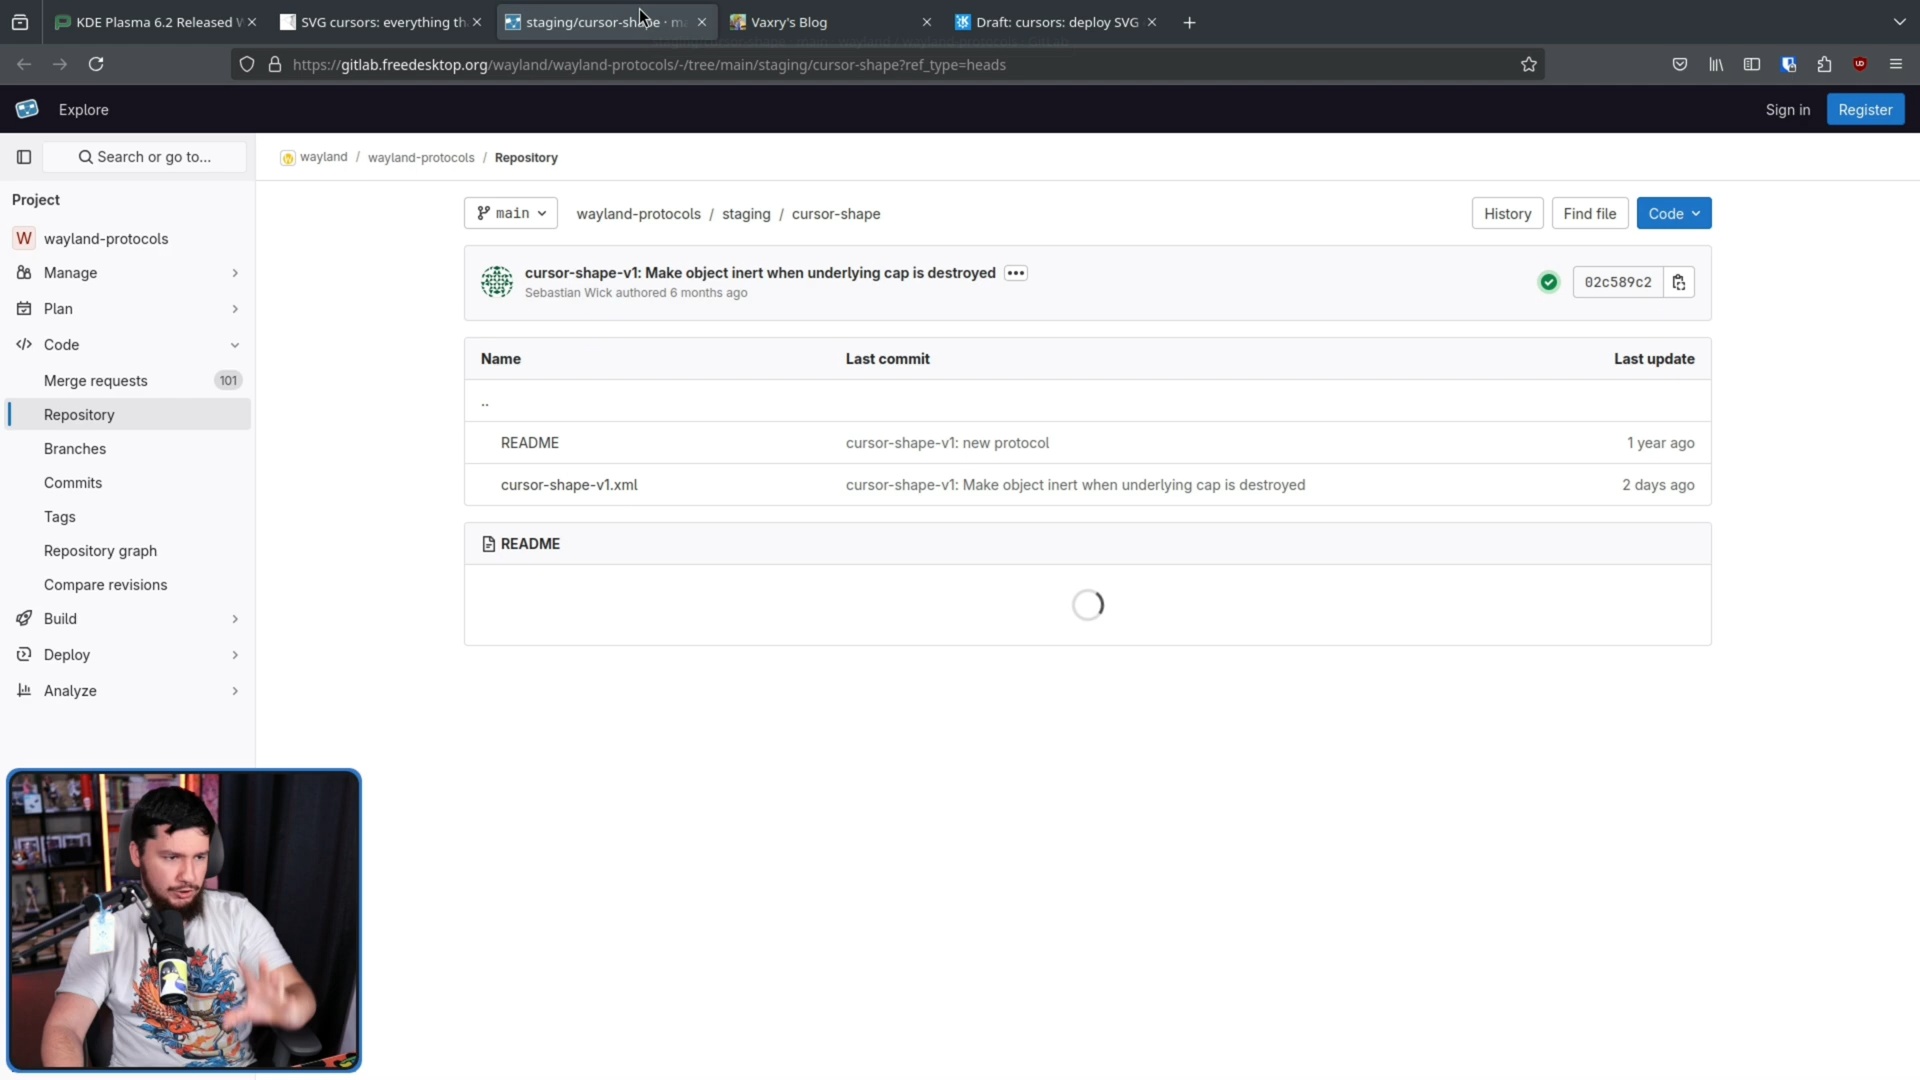 KDE Plasma 6.2 Released
SVG cursors: everything th
staging/cursor-shape · m
Vaxry's Blog
Draft: cursors: deploy SVG
https://gitlab.freedesktop.org/wayland/wayland-protocols/-/tree/main/staging/cursor-shape?ref_type=heads
Explore
Sign in
Register
Search or go to...
wayland / wayland-protocols / Repository
Project
W wayland-protocols
Manage
Plan
Code
Merge requests 101
Repository
Branches
Commits
Tags
Repository graph
Compare revisions
Build
Deploy
Analyze
main
wayland-protocols / staging / cursor-shape
History
Find file
Code
cursor-shape-v1: Make object inert when underlying cap is destroyed
Sebastian Wick authored 6 months ago
02c589c2
Name Last commit Last update
..
README cursor-shape-v1: new protocol 1 year ago
cursor-shape-v1.xml cursor-shape-v1: Make object inert when underlying cap is destroyed 2 days ago
README